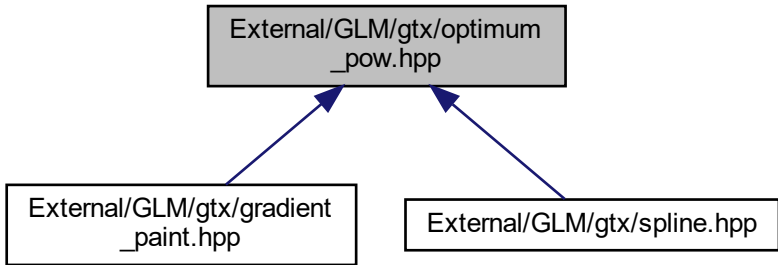 External/GLM/gtx/optimum
_pow.hpp
External/GLM/gtx/gradient
_paint.hpp
External/GLM/gtx/spline.hpp